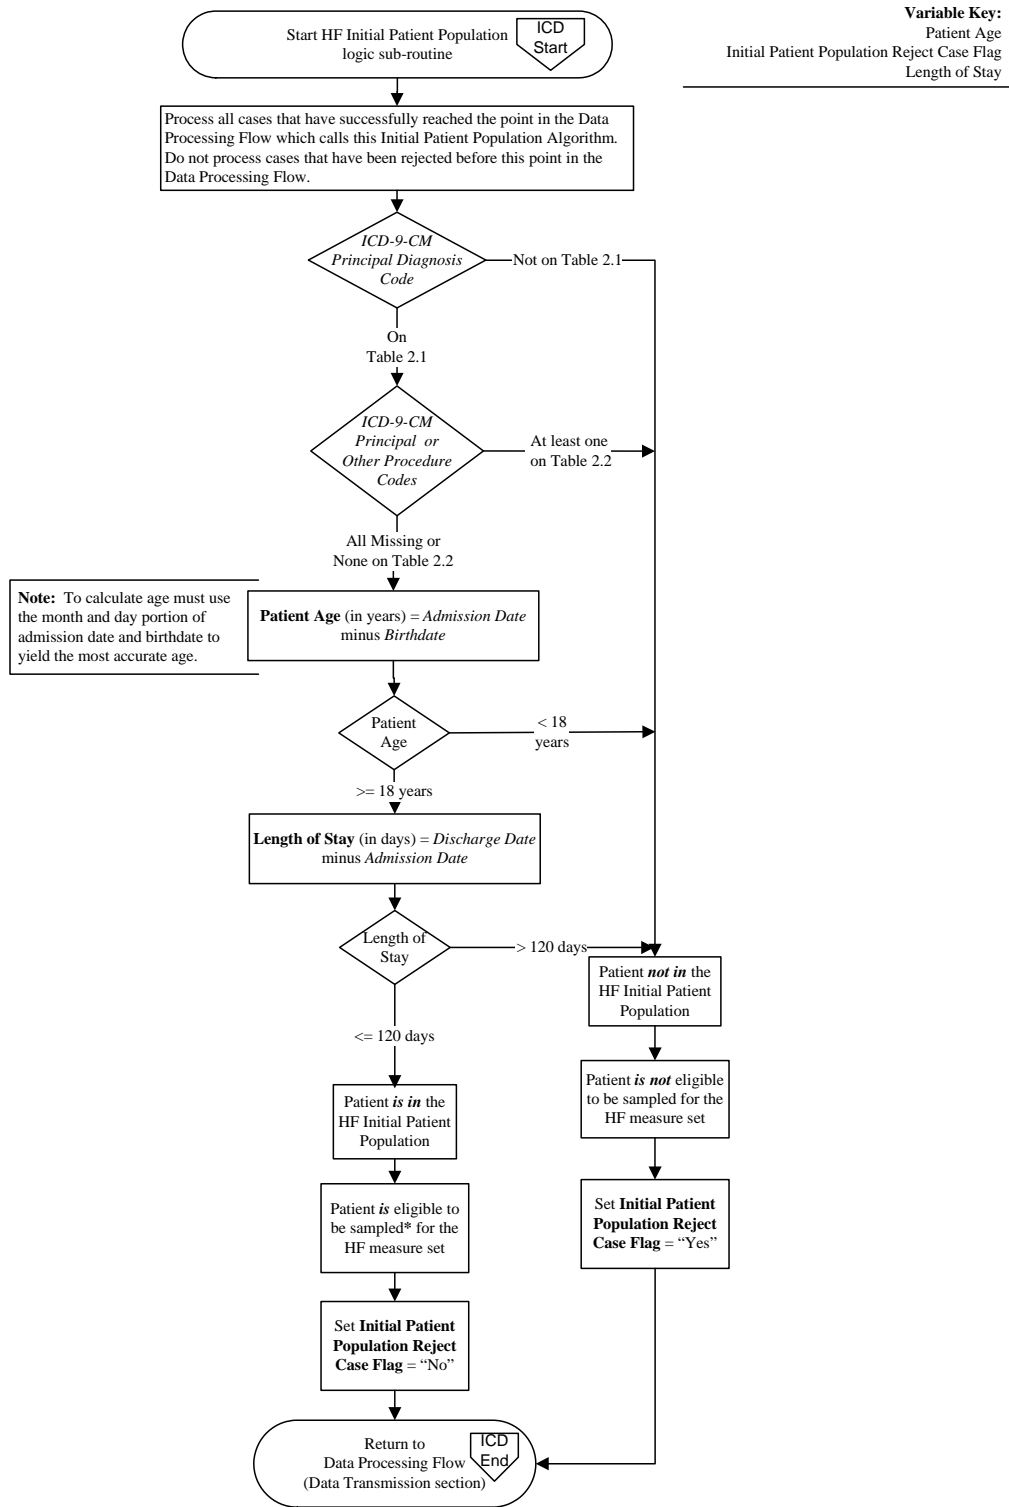 Variable Key:
Patient Age
Initial Patient Population Reject Case Flag
Length of Stay
Start HF Initial Patient Population
logic sub-routine
ICD
Start
Process all cases that have successfully reached the point in the Data
Processing Flow which calls this Initial Patient Population Algorithm.
Do not process cases that have been rejected before this point in the
Data Processing Flow.
ICD-9-CM
Principal Diagnosis
Code
Not on Table 2.1
On
Table 2.1
ICD-9-CM
Principal or
Other Procedure
Codes
At least one
on Table 2.2
All Missing or
None on Table 2.2
Note: To calculate age must use
the month and day portion of
admission date and birthdate to
yield the most accurate age.
Patient Age (in years) = Admission Date
minus Birthdate
Patient
Age
< 18
years
>= 18 years
Length of Stay (in days) = Discharge Date
minus Admission Date
Length of
Stay
> 120 days
<= 120 days
Patient not in the
HF Initial Patient
Population
Patient is not eligible
to be sampled for the
HF measure set
Set Initial Patient
Population Reject
Case Flag = “Yes”
Patient is in the
HF Initial Patient
Population
Patient is eligible to
be sampled* for the
HF measure set
Set Initial Patient
Population Reject
Case Flag = “No”
Return to
Data Processing Flow
(Data Transmission section)
ICD
End